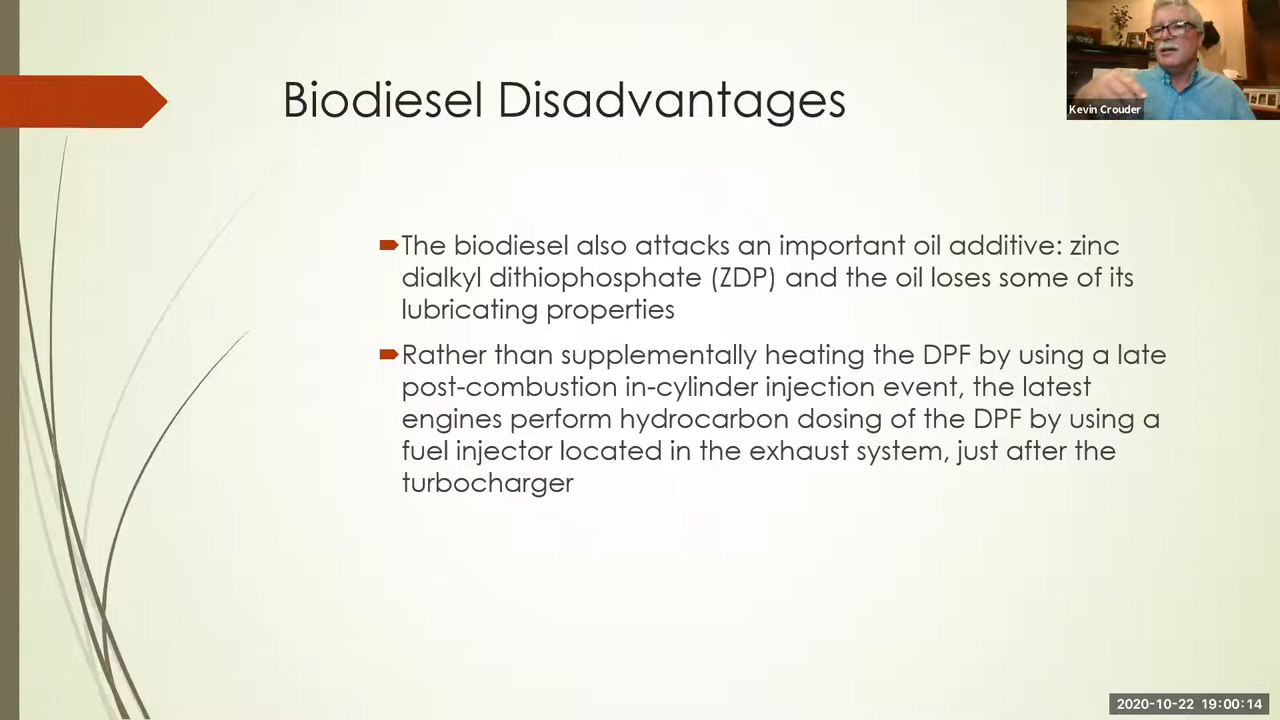 Biodiesel Disadvantages
Kevin Crouder
The biodiesel also attacks an important oil additive: zinc
dialkyl dithiophosphate (ZDP) and the oil loses some of its
lubricating properties
Rather than supplementally heating the DPF by using a late
post-combustion in-cylinder injection event, the latest
engines perform hydrocarbon dosing of the DPF by using a
fuel injector located in the exhaust system, just after the
turbocharger
2020-10-22 19:00:14